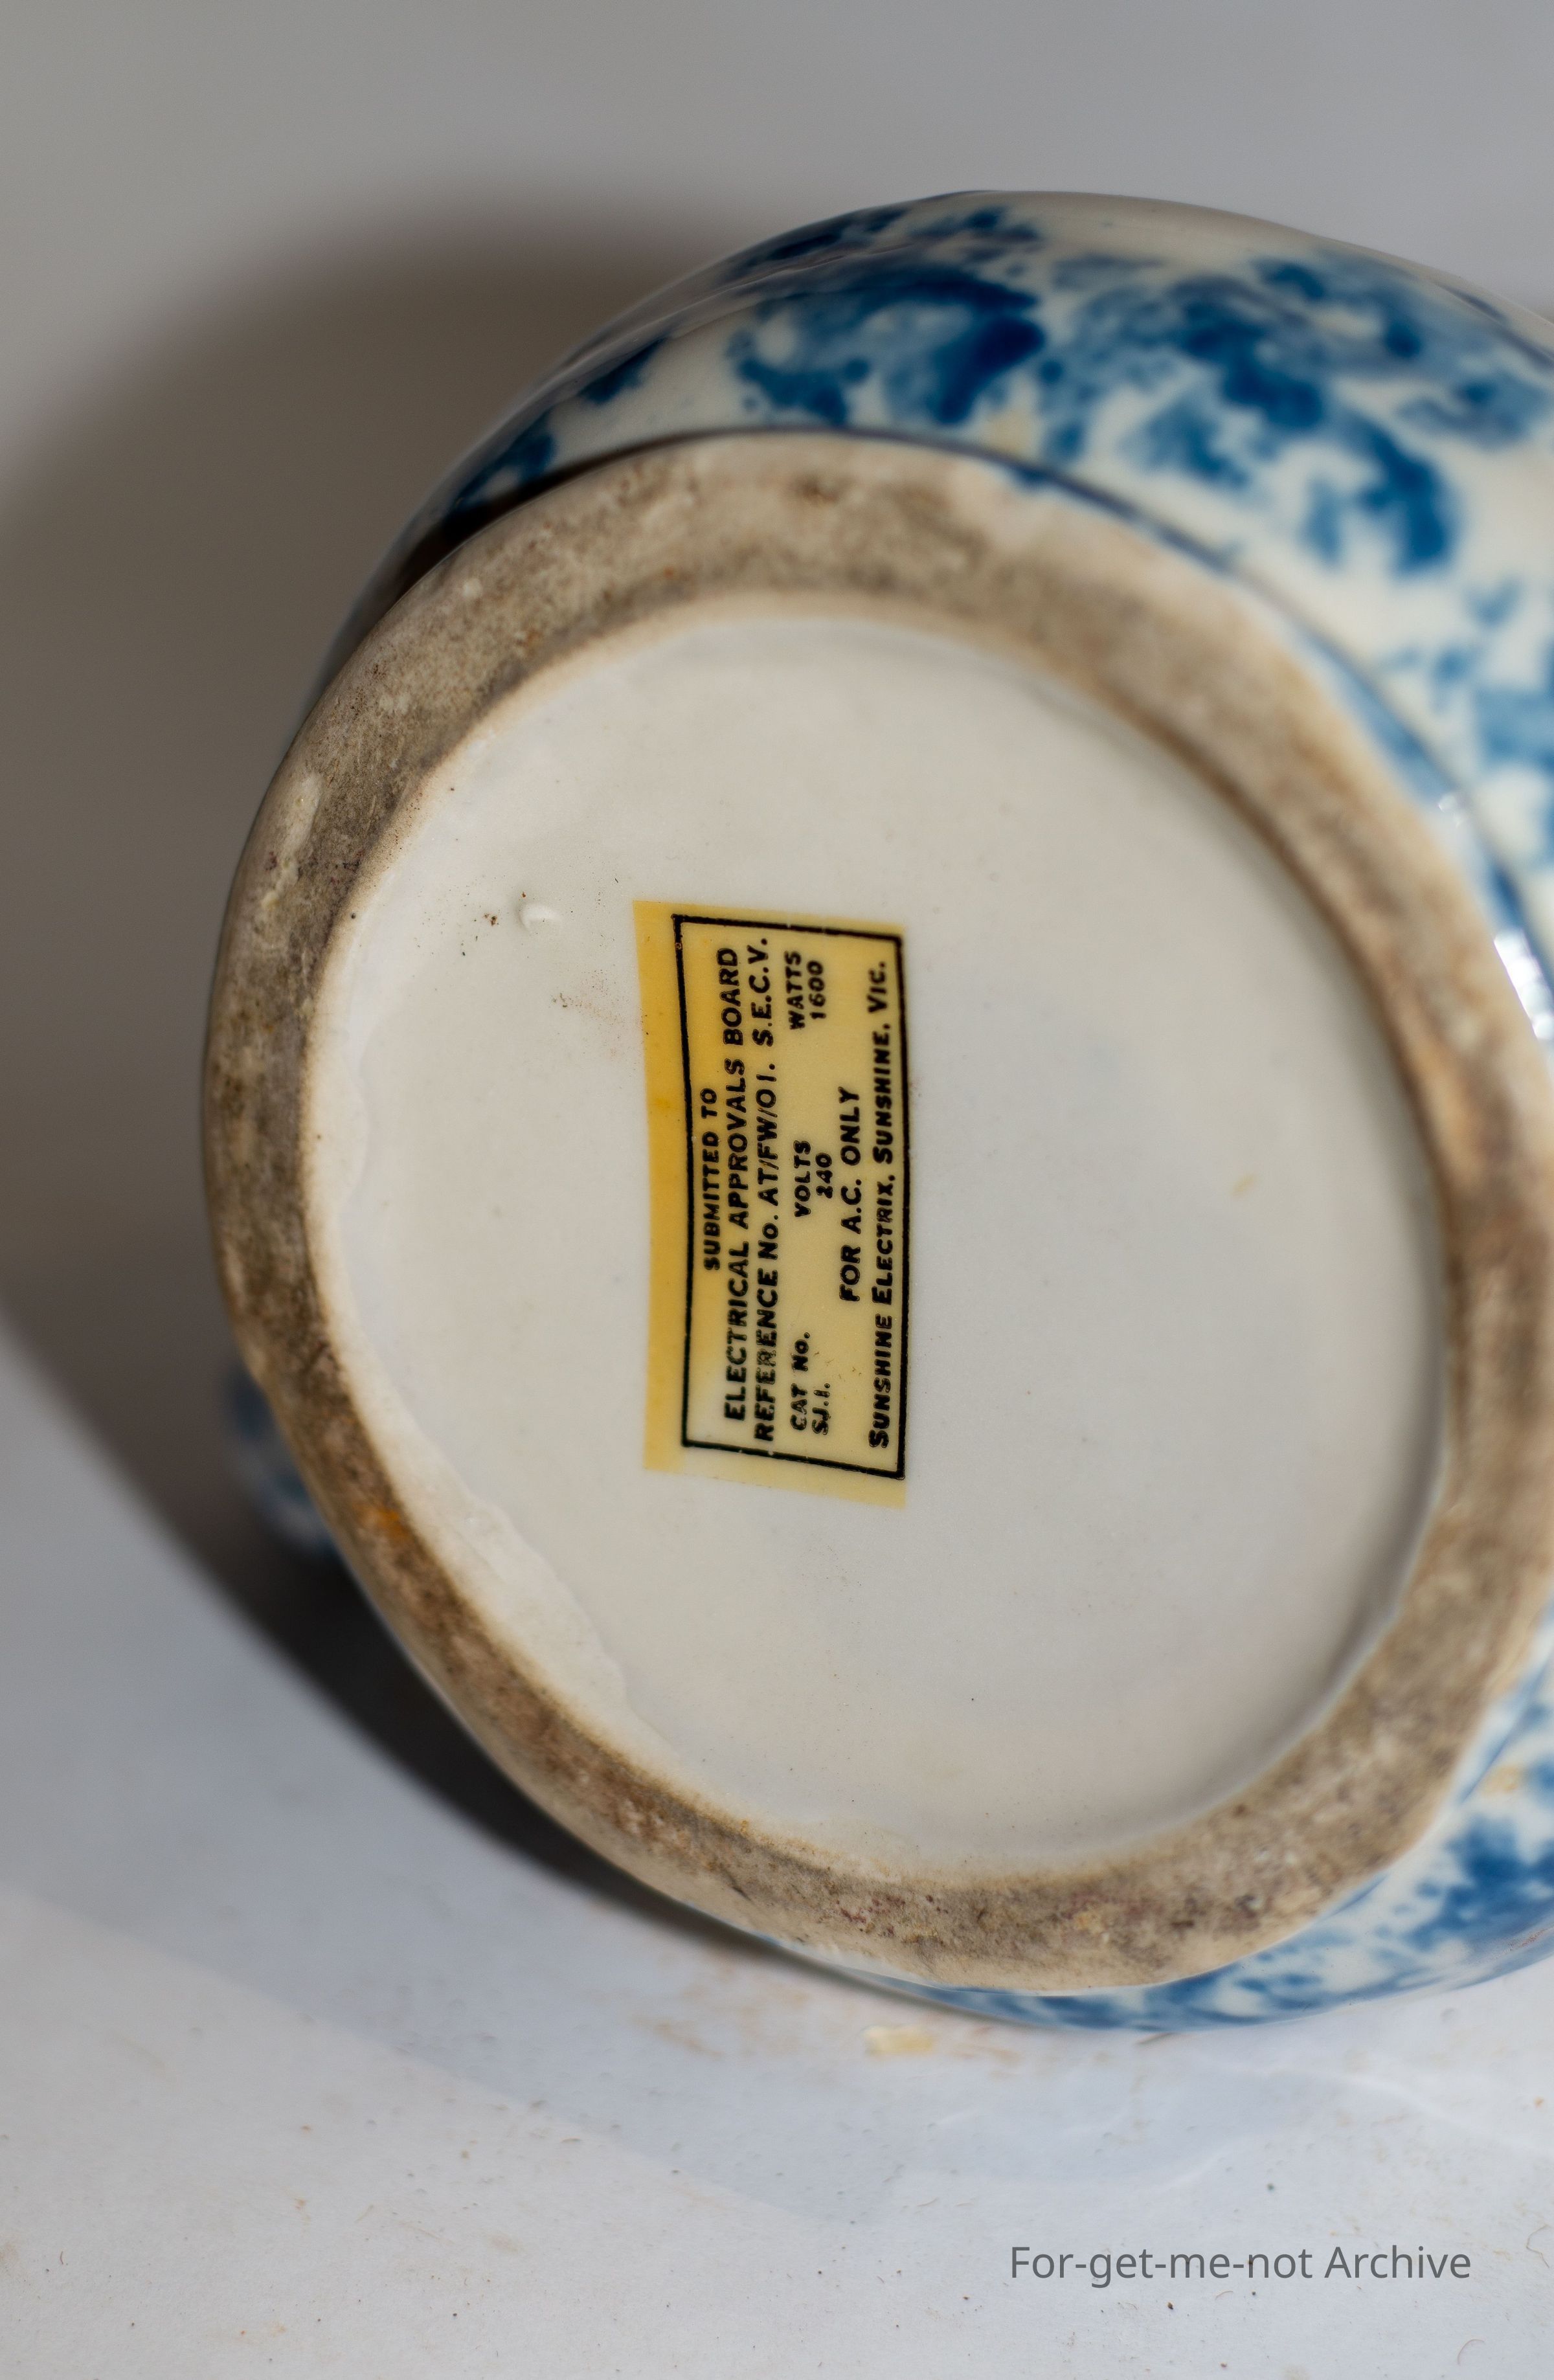 SUBMITTED TO
ELECTRICAL APPROVALS BOARD
REFERENCE No. AT/FW/01. S.E.C.V.
CAT No. VOLTS WATTS
SJ.1. 240 1600
FOR A.C. ONLY
SUNSHINE ELECTRIX, SUNSHINE, VIC.
For-get-me-not Archive